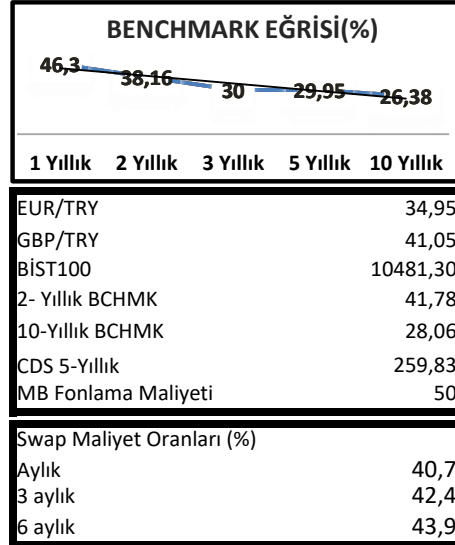 BENCHMARK EĞRİSİ(%)
46,3 38,16 30 29,95 26,38
1 Yıllık 2 Yıllık 3 Yıllık 5 Yıllık 10 Yıllık
EUR/TRY 34,95
GBP/TRY 41,05
BİST100 10481,30
2- Yıllık BCHMK 41,78
10-Yıllık BCHMK 28,06
CDS 5-Yıllık 259,83
MB Fonlama Maliyeti 50
Swap Maliyet Oranları (%)
Aylık 40,7
3 aylık 42,4
6 aylık 43,9